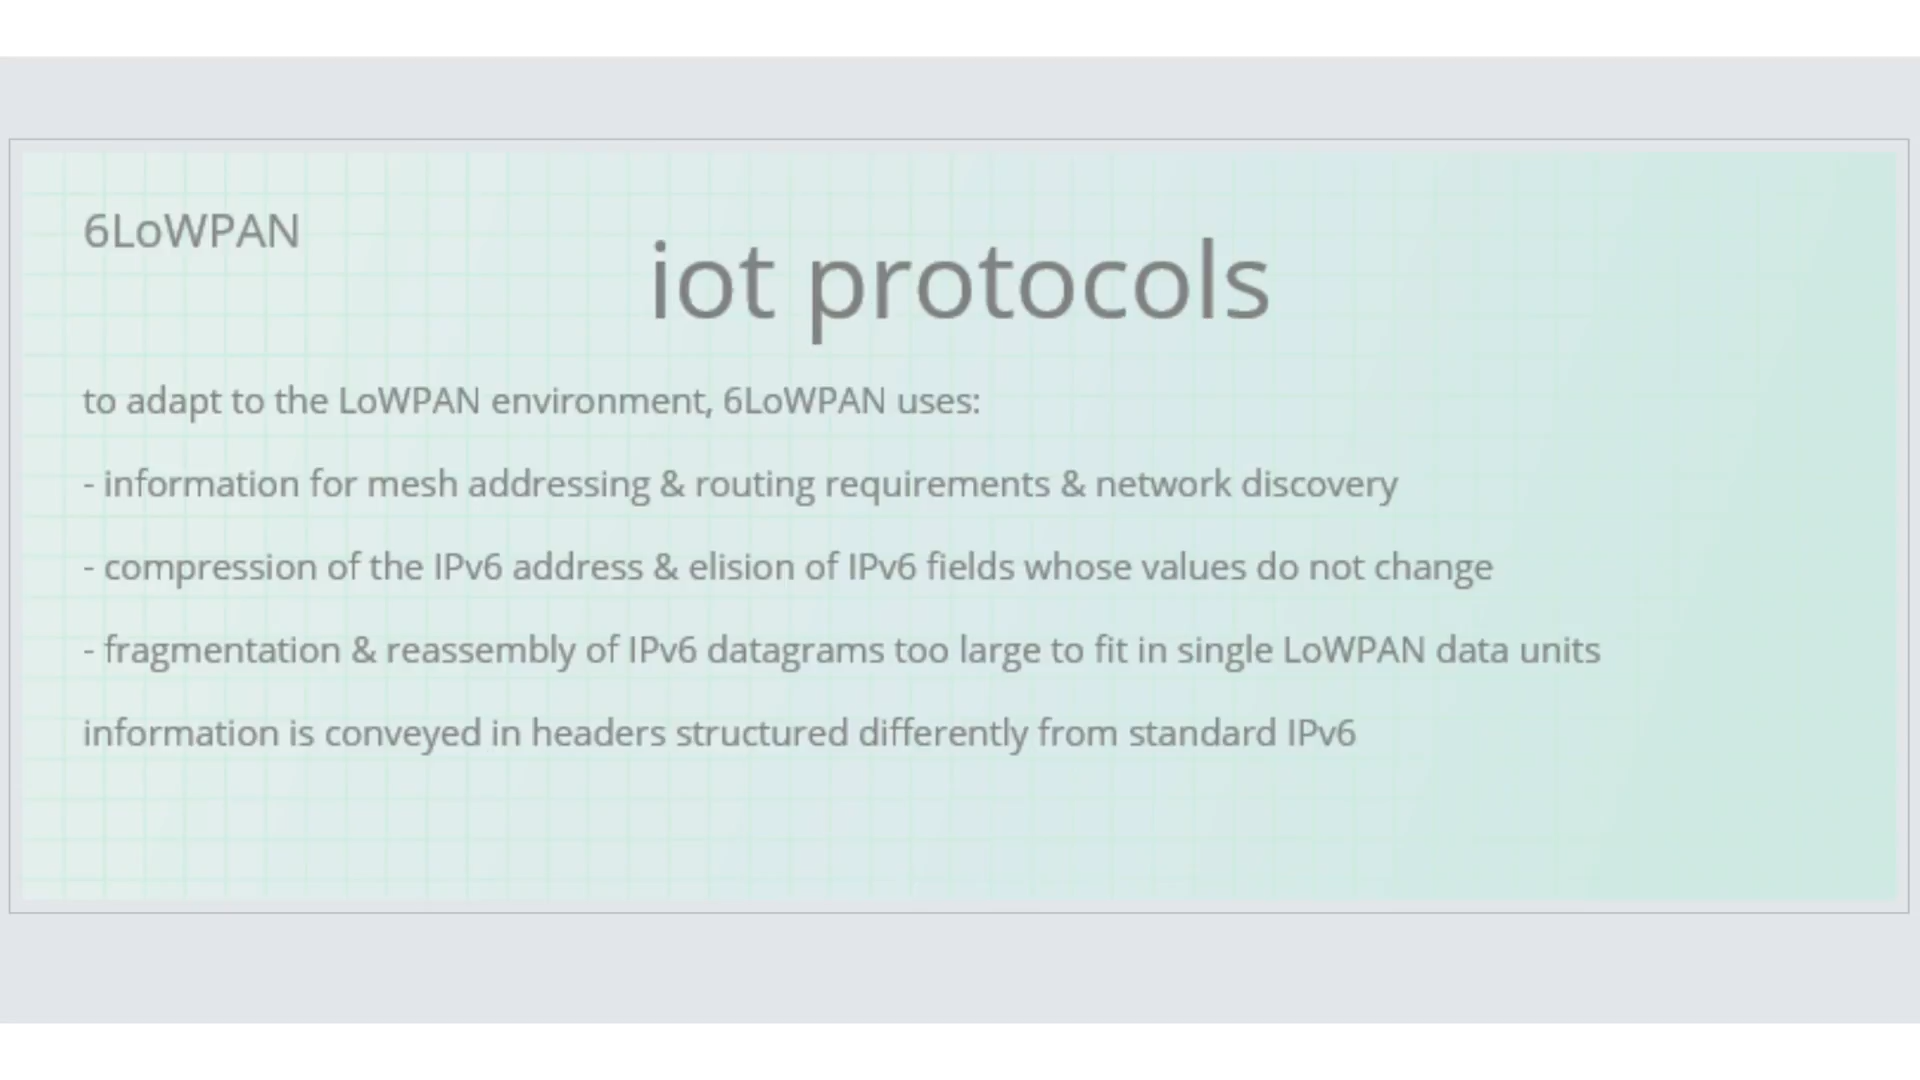 6LoWPAN
iot protocols
to adapt to the LoWPAN environment, 6LoWPAN uses:
- information for mesh addressing & routing requirements & network discovery
- compression of the IPv6 address & elision of IPv6 fields whose values do not change
- fragmentation & reassembly of IPv6 datagrams too large to fit in single LoWPAN data units
information is conveyed in headers structured differently from standard IPv6